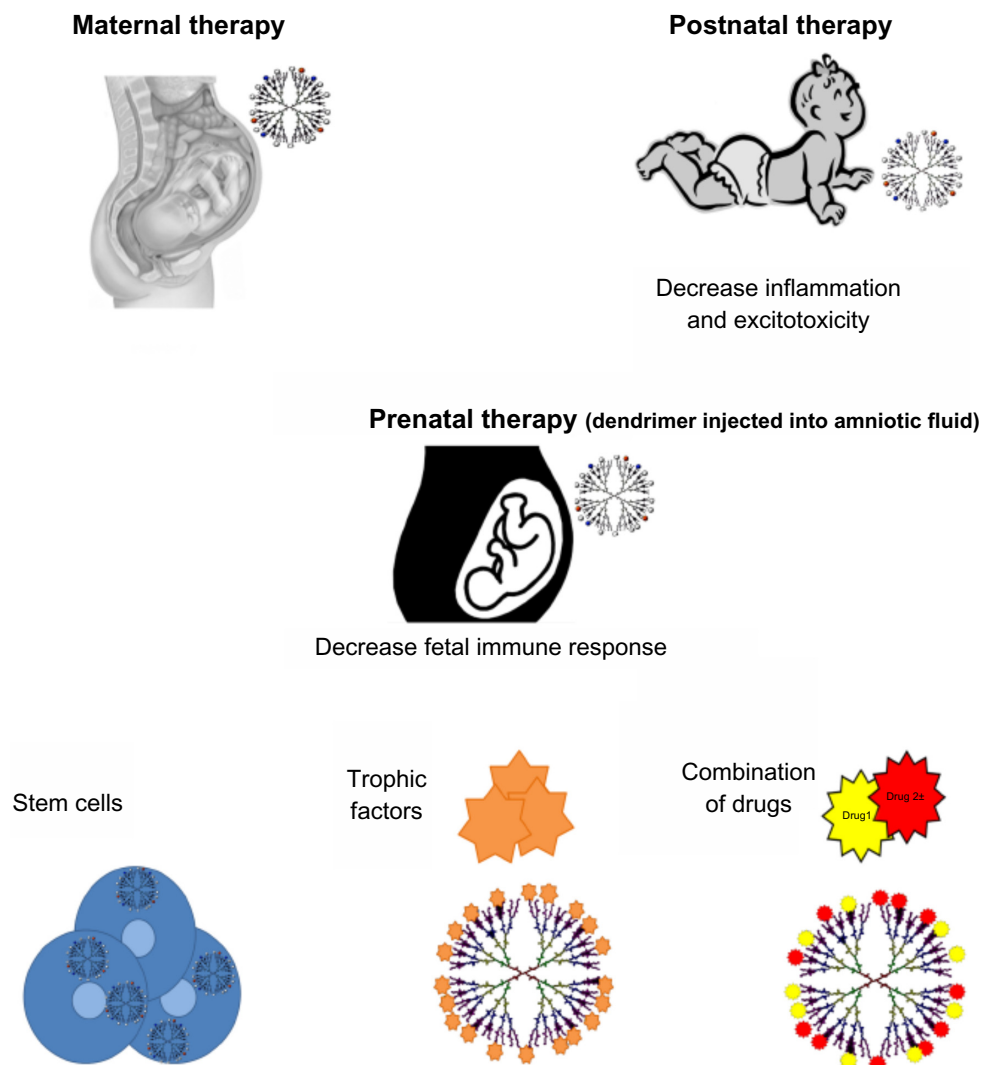 Maternal therapy
Postnatal therapy
Decrease inflammation
and excitotoxicity
Prenatal therapy (dendrimer injected into amniotic fluid)
Decrease fetal immune response
Stem cells
Trophic
factors
Combination
of drugs
Drug1
Drug 2±